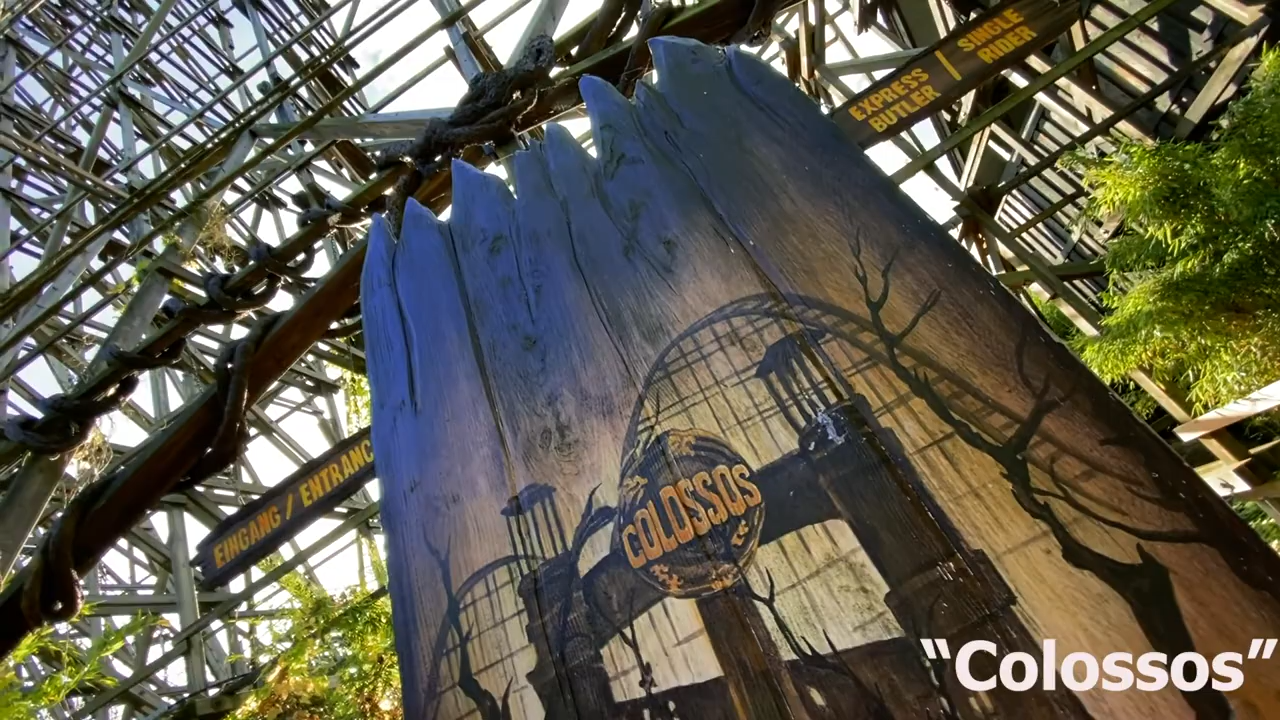 EXPRESS | SINGLE
BUTLER RIDER
EINGANG / ENTRANC
COLOSSOS
“Colossos”